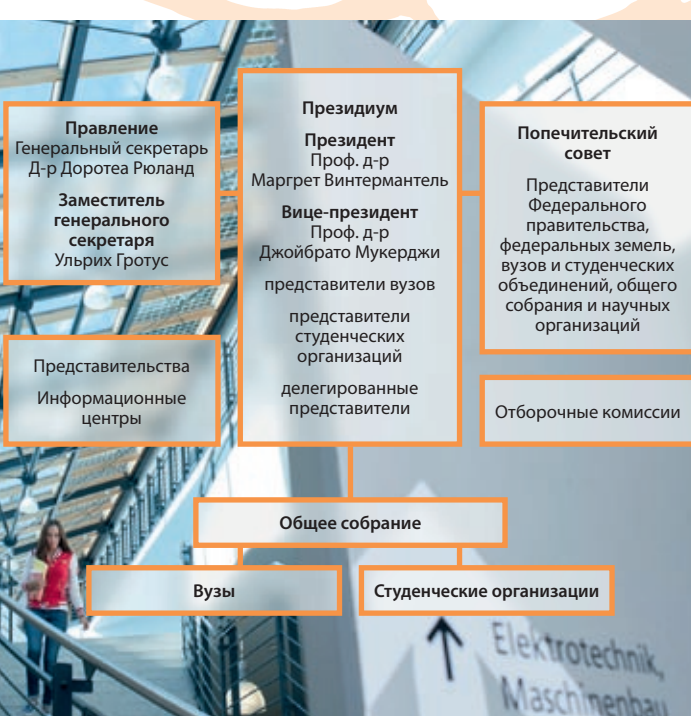 Правление
Генеральный секретарь
Д-р Доротеа Рюланд
Заместитель
генерального
секретаря
Ульрих Гротус
Представительства
Информационные
центры
Президиум
Президент
Проф. д-р
Маргрет Винтермантель
Вице-президент
Проф. д-р
Джойбрато Мукерджи
представители вузов
представители
студенческих
организаций
делегированные
представители
Попечительский
совет
Представители
Федерального
правительства,
федеральных земель,
вузов и студенческих
объединений, общего
собрания и научных
организаций
Отборочные комиссии
Общее собрание
Вузы
Студенческие организации
Elektrotechnik,
Maschinenbau